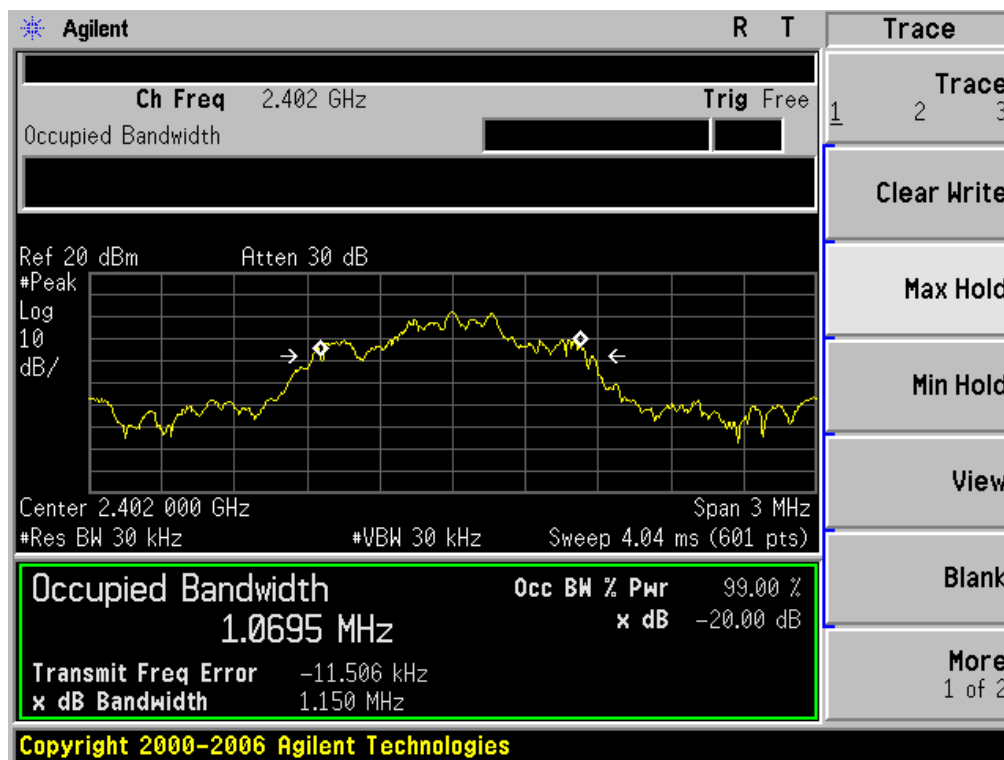 Agilent R T Trace
Ch Freq 2.402 GHz Trig Free
Occupied Bandwidth
Trace
1 2 3
Clear Write
Max Hold
Min Hold
View
Blank
More
1 of 2
Ref 20 dBm Atten 30 dB
#Peak
Log
10
dB/
Center 2.402 000 GHz Span 3 MHz
#Res BW 30 kHz #VBW 30 kHz Sweep 4.04 ms (601 pts)
Occupied Bandwidth Occ BW % Pwr 99.00 %
1.0695 MHz x dB -20.00 dB
Transmit Freq Error -11.506 kHz
x dB Bandwidth 1.150 MHz
Copyright 2000-2006 Agilent Technologies